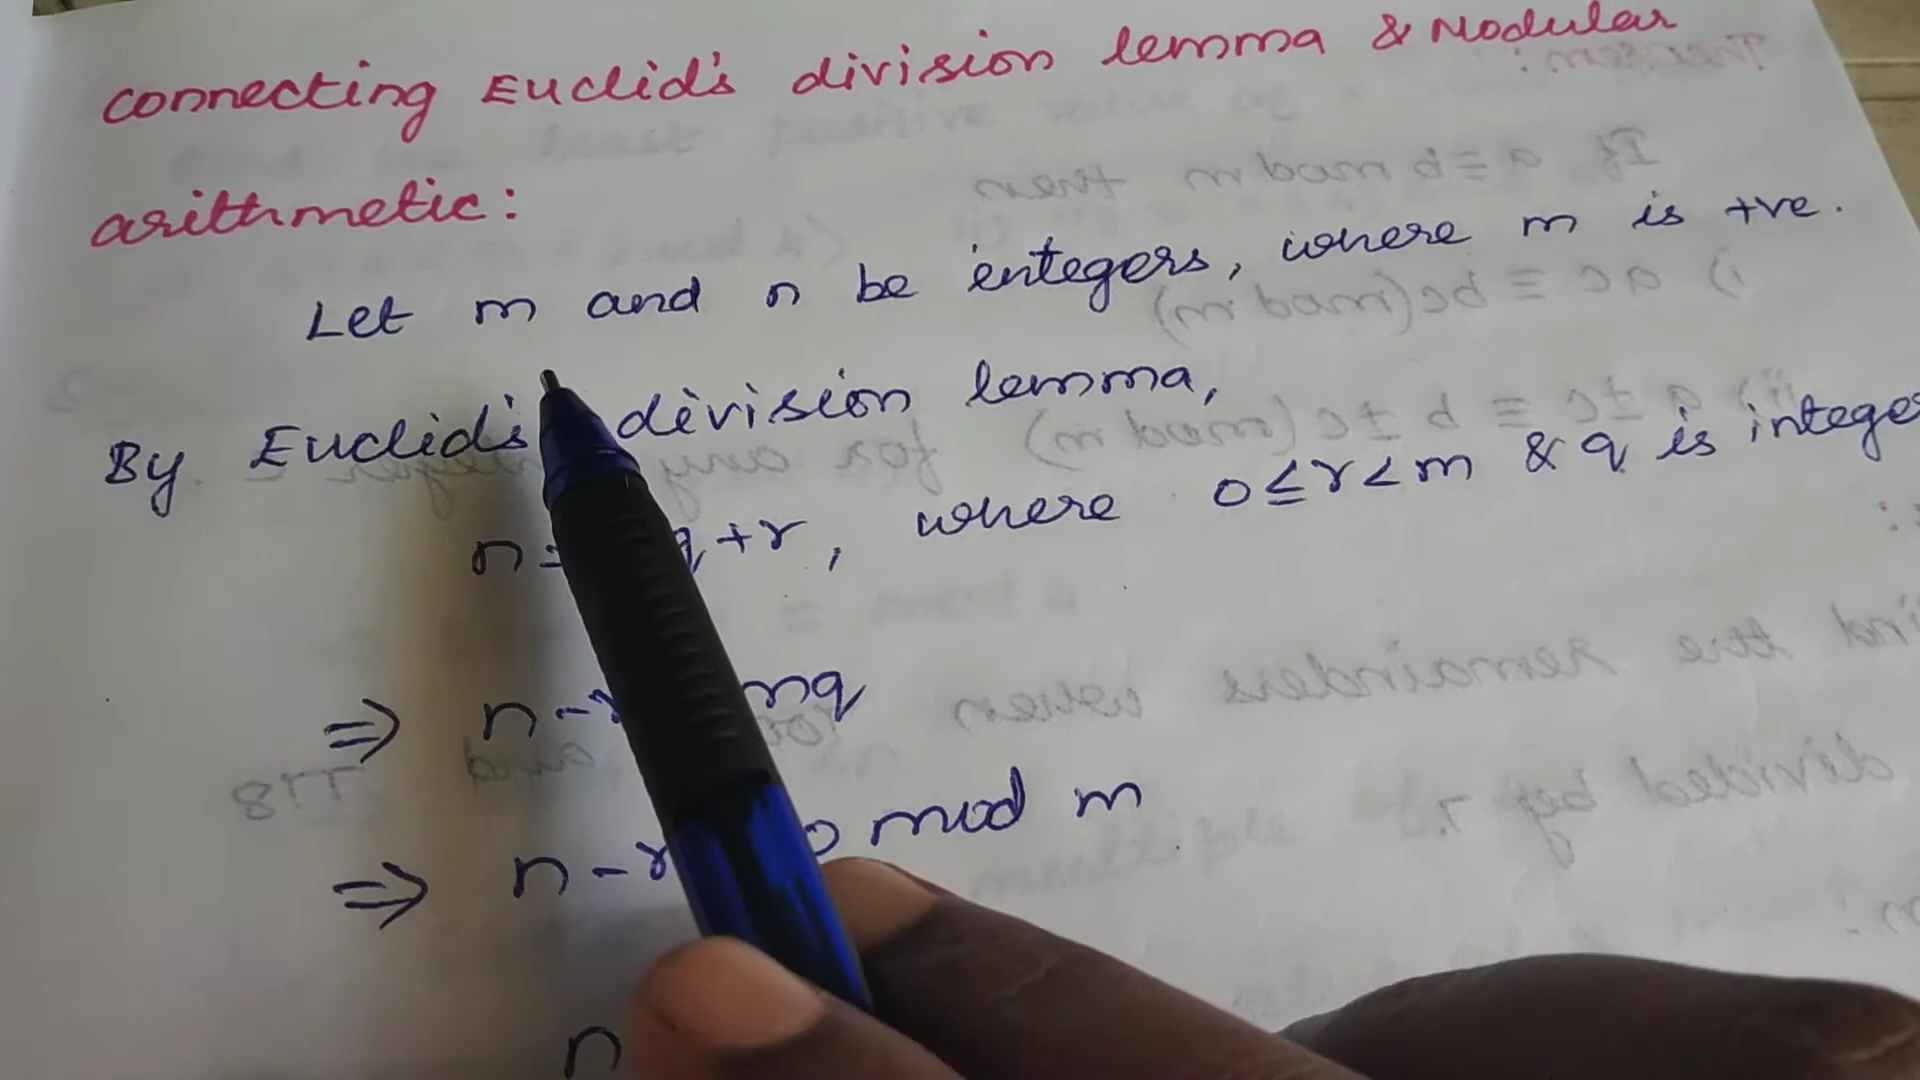 connecting Euclid's division lemma & Modular
arithmetic:
Let m and n be integers, where m is +ve.
By Euclid's division lemma,
n= q+r, where 0≤r<m & q is intege
⇒ n-r mq
⇒ n-r 0 mod m
n